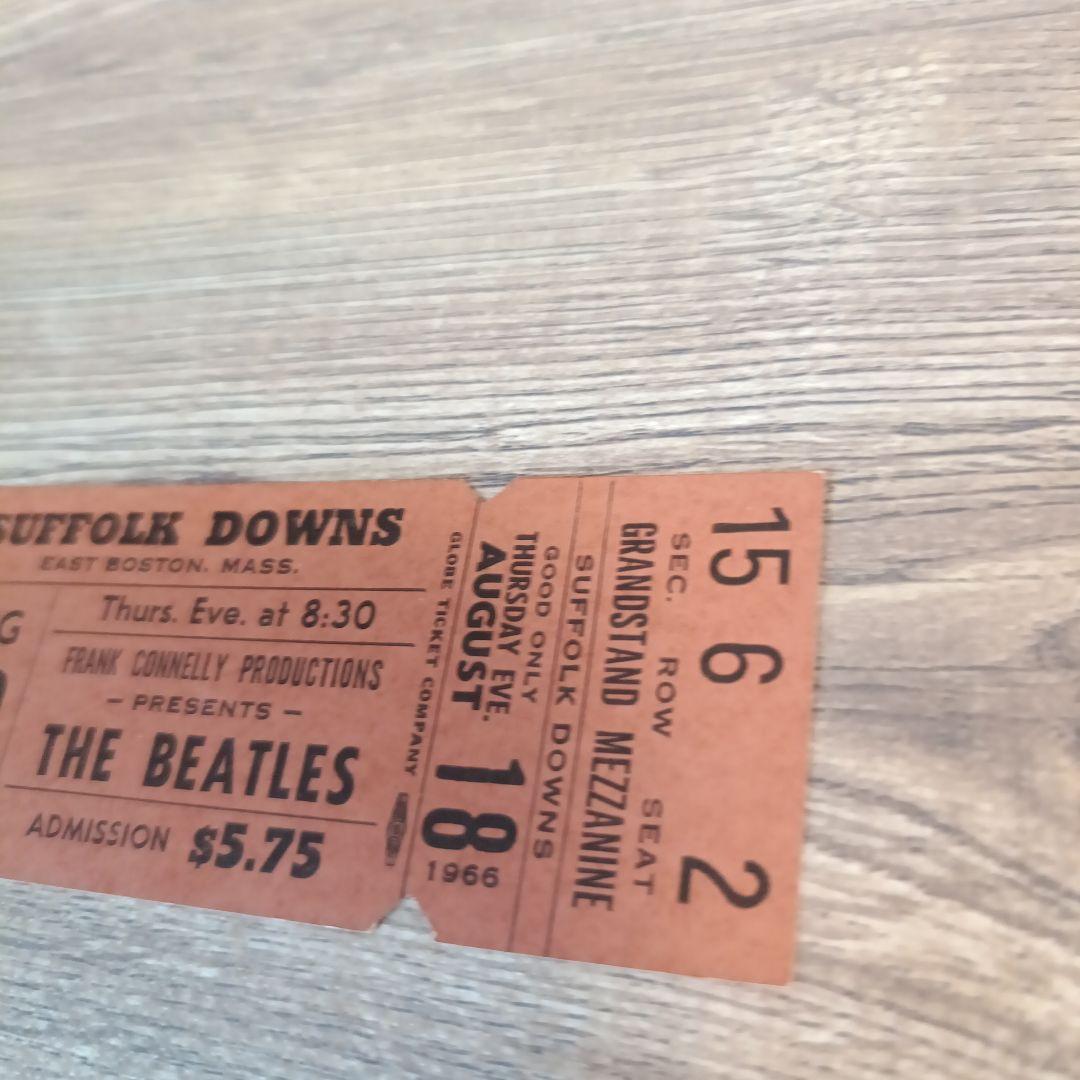 SUFFOLK DOWNS
EAST BOSTON, MASS.
Thurs. Eve. at 8:30
FRANK CONNELLY PRODUCTIONS
— PRESENTS —
THE BEATLES
ADMISSION $5.75
GLOBE TICKET COMPANY
AUGUST 18
1966
THURSDAY EVE.
GOOD ONLY
SUFFOLK DOWNS
GRANDSTAND MEZZANINE
SEC. ROW SEAT
15 6 2